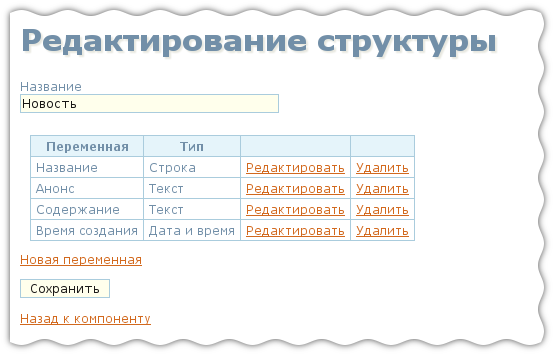 Редактирование структуры
Название
Новость
Переменная Тип
Название Строка Редактировать Удалить
Анонс Текст Редактировать Удалить
Содержание Текст Редактировать Удалить
Время создания Дата и время Редактировать Удалить
Новая переменная
Сохранить
Назад к компоненту